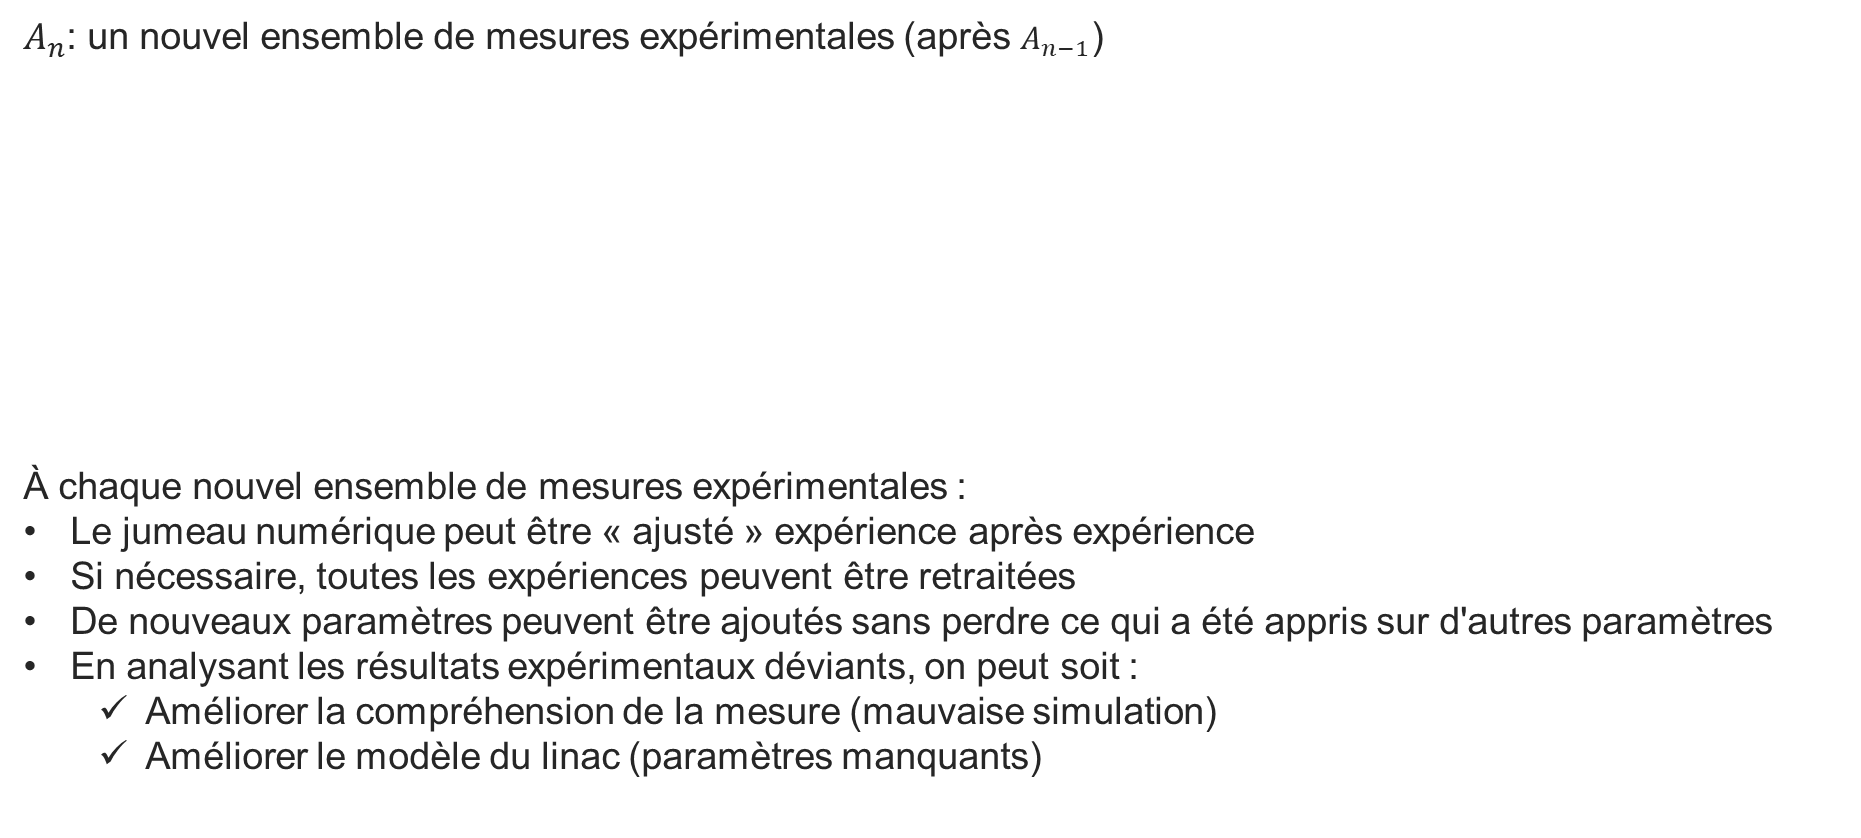 Aₙ: un nouvel ensemble de mesures expérimentales (après Aₙ₋₁)
À chaque nouvel ensemble de mesures expérimentales :
• Le jumeau numérique peut être « ajusté » expérience après expérience
• Si nécessaire, toutes les expériences peuvent être retraitées
• De nouveaux paramètres peuvent être ajoutés sans perdre ce qui a été appris sur d'autres paramètres
• En analysant les résultats expérimentaux déviants, on peut soit :
✓ Améliorer la compréhension de la mesure (mauvaise simulation)
✓ Améliorer le modèle du linac (paramètres manquants)